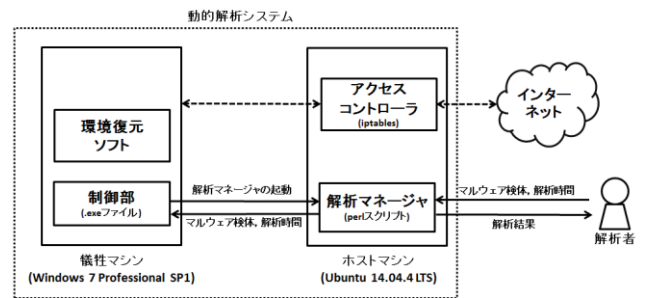 動的解析システム
環境復元
ソフト
制御部
(.exeファイル)
犠牲マシン
(Windows 7 Professional SP1)
解析マネージャの起動
マルウェア検体, 解析時間
アクセス
コントローラ
(iptables)
解析マネージャ
(perlスクリプト)
ホストマシン
(Ubuntu 14.04.4 LTS)
インター
ネット
マルウェア検体, 解析時間
解析結果
解析者